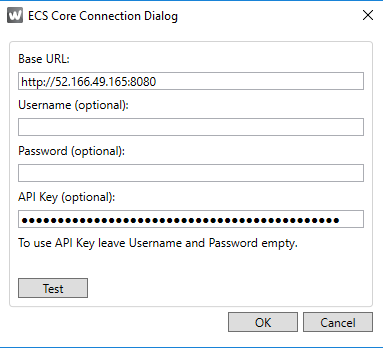 ECS Core Connection Dialog
Base URL:
http://52.166.49.165:8080
Username (optional):
Password (optional):
API Key (optional):
To use API Key leave Username and Password empty.
Test
OK
Cancel